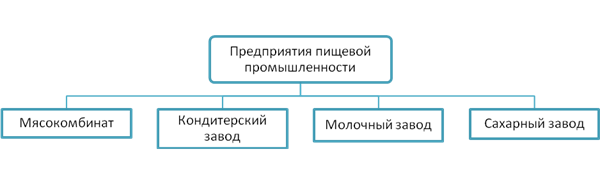 Предприятия пищевой
промышленности
Мясокомбинат
Кондитерский
завод
Молочный завод
Сахарный завод